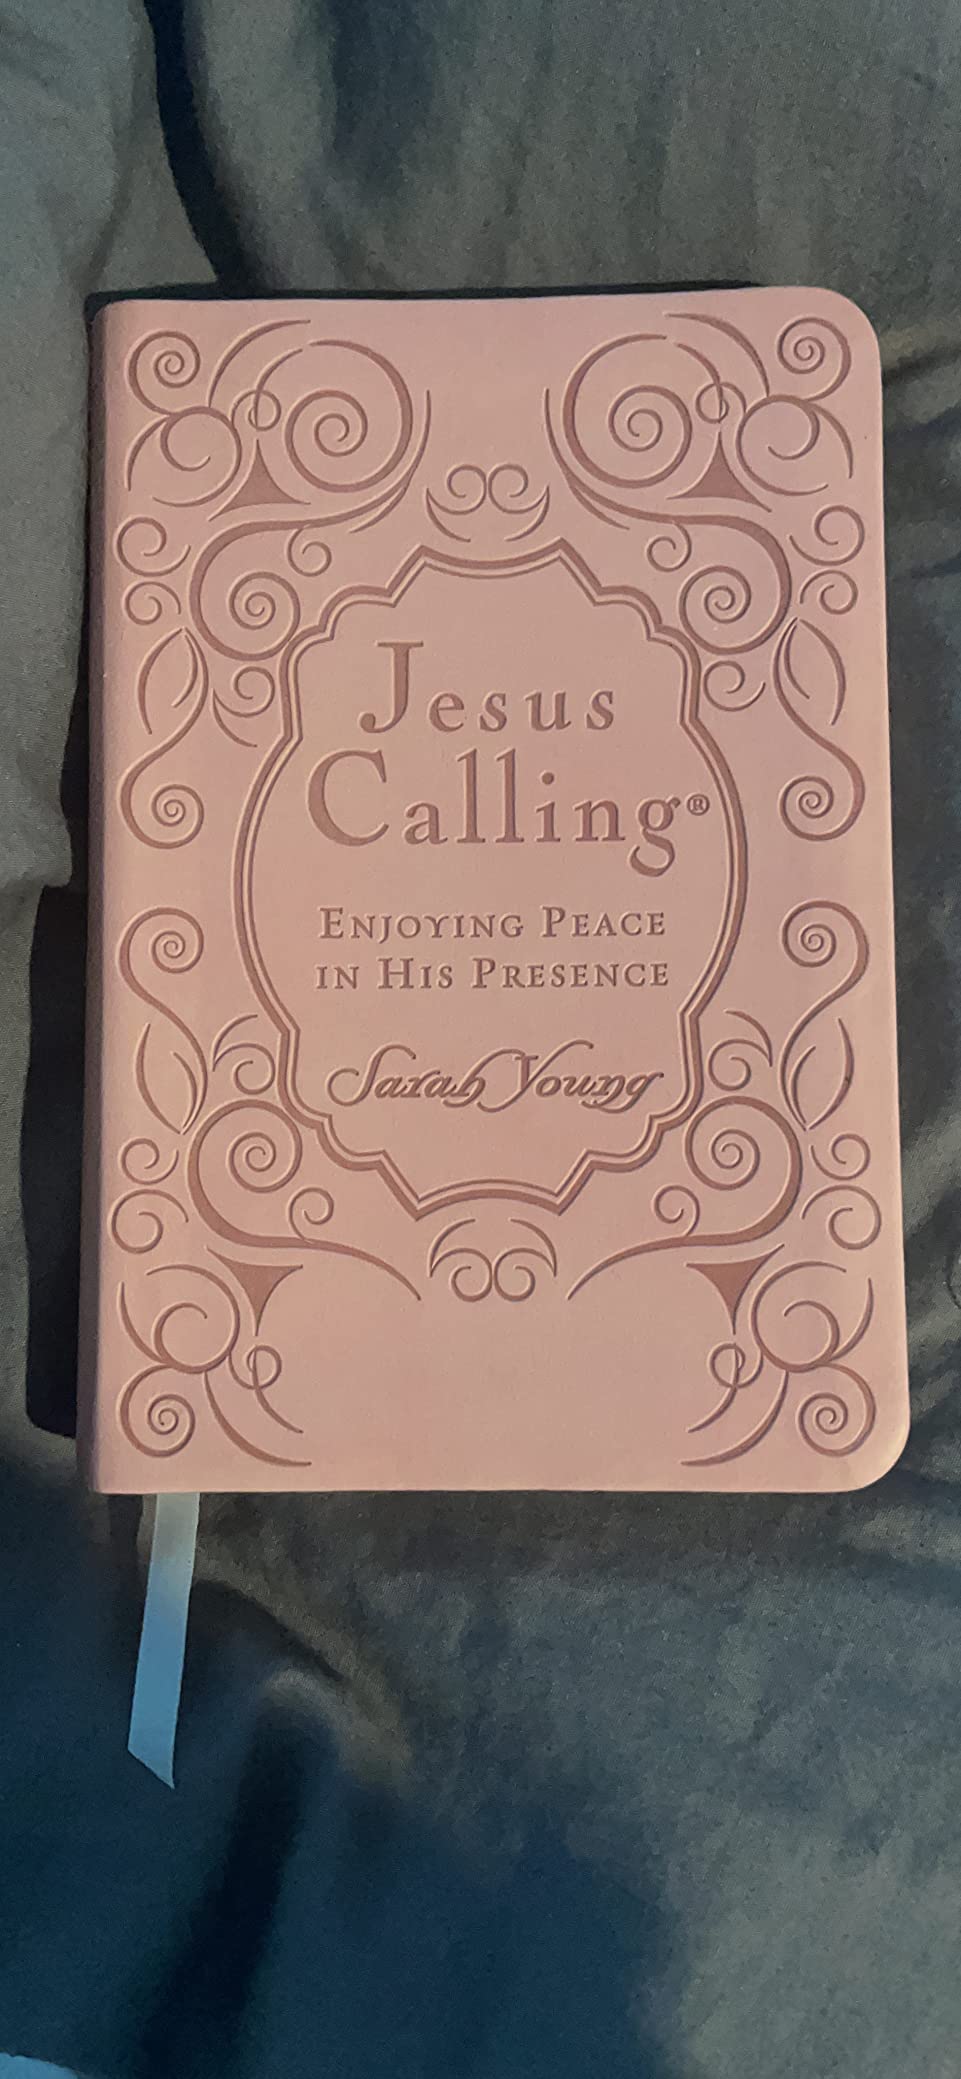 Jesus
Calling®
Enjoying Peace
in His Presence
Sarah Young